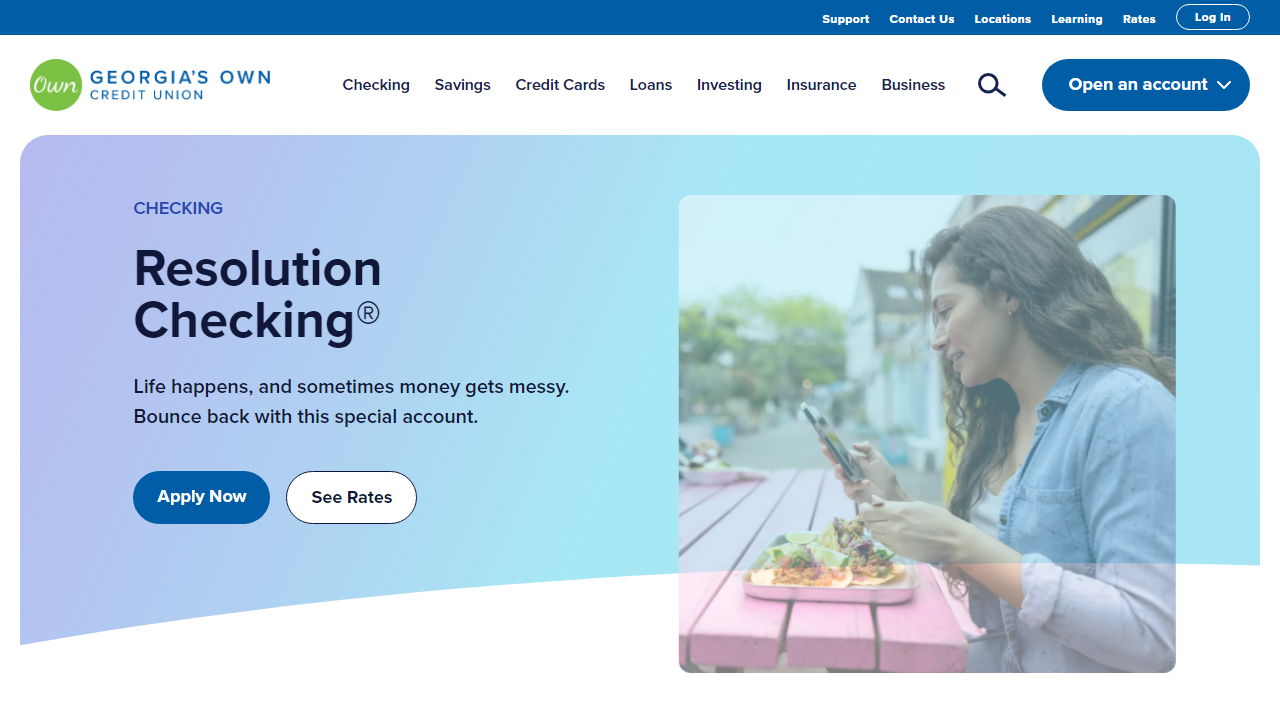 Support Contact Us Locations Learning Rates Log In
Own GEORGIA'S OWN
CREDIT UNION
Checking Savings Credit Cards Loans Investing Insurance Business Open an account
CHECKING
Resolution
Checking®
Life happens, and sometimes money gets messy.
Bounce back with this special account.
Apply Now See Rates